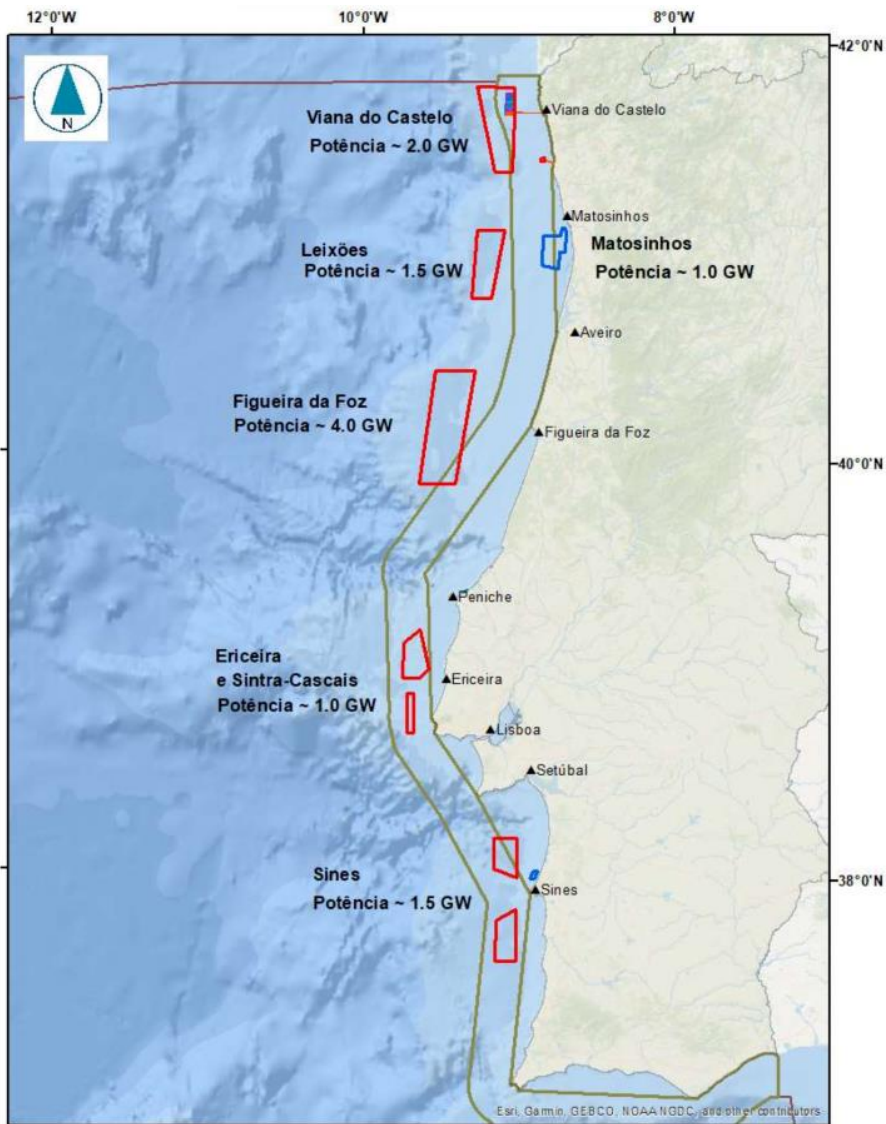 12°0'W
10°0'W
8°0'W
42°0'N
N
Viana do Castelo
Potência ~ 2.0 GW
Viana do Castelo
Matosinhos
Leixões
Potência ~ 1.5 GW
Matosinhos
Potência ~ 1.0 GW
Aveiro
Figueira da Foz
Potência ~ 4.0 GW
Figueira da Foz
40°0'N
Peniche
Ericeira
e Sintra-Cascais
Potência ~ 1.0 GW
Ericeira
Lisboa
Setúbal
Sines
Potência ~ 1.5 GW
38°0'N
Sines
Esri, Garmin, GEBCO, NOAA NGDC, and other contributors